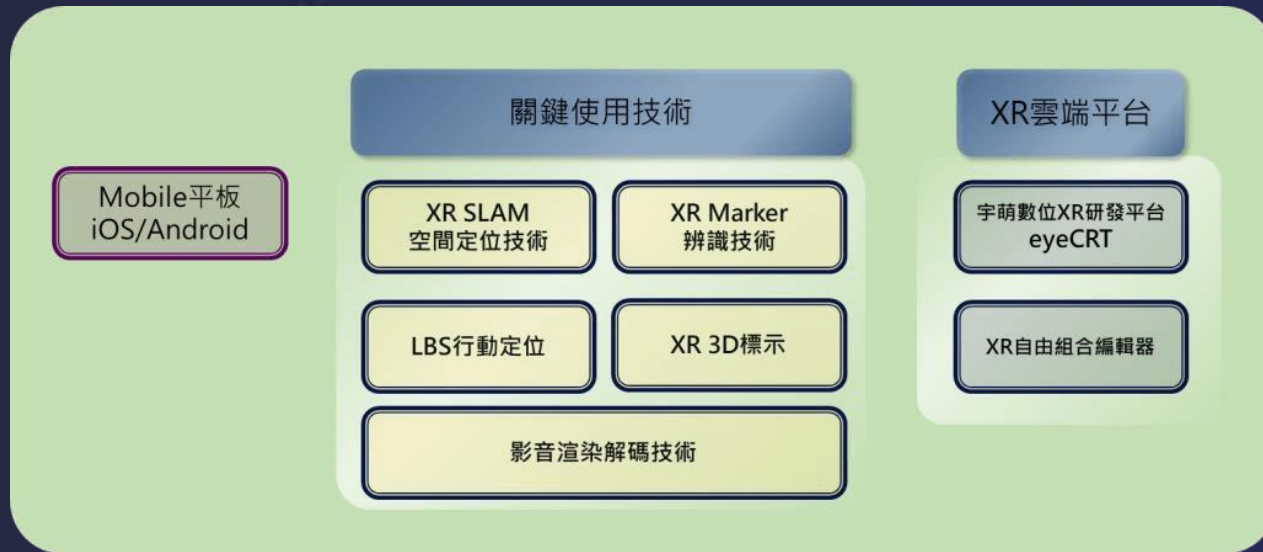 Mobile平板
iOS/Android
關鍵使用技術
XR SLAM
空間定位技術
XR Marker
辨識技術
LBS行動定位
XR 3D標示
影音渲染解碼技術
XR雲端平台
宇萌數位XR研發平台
eyeCRT
XR自由組合編輯器